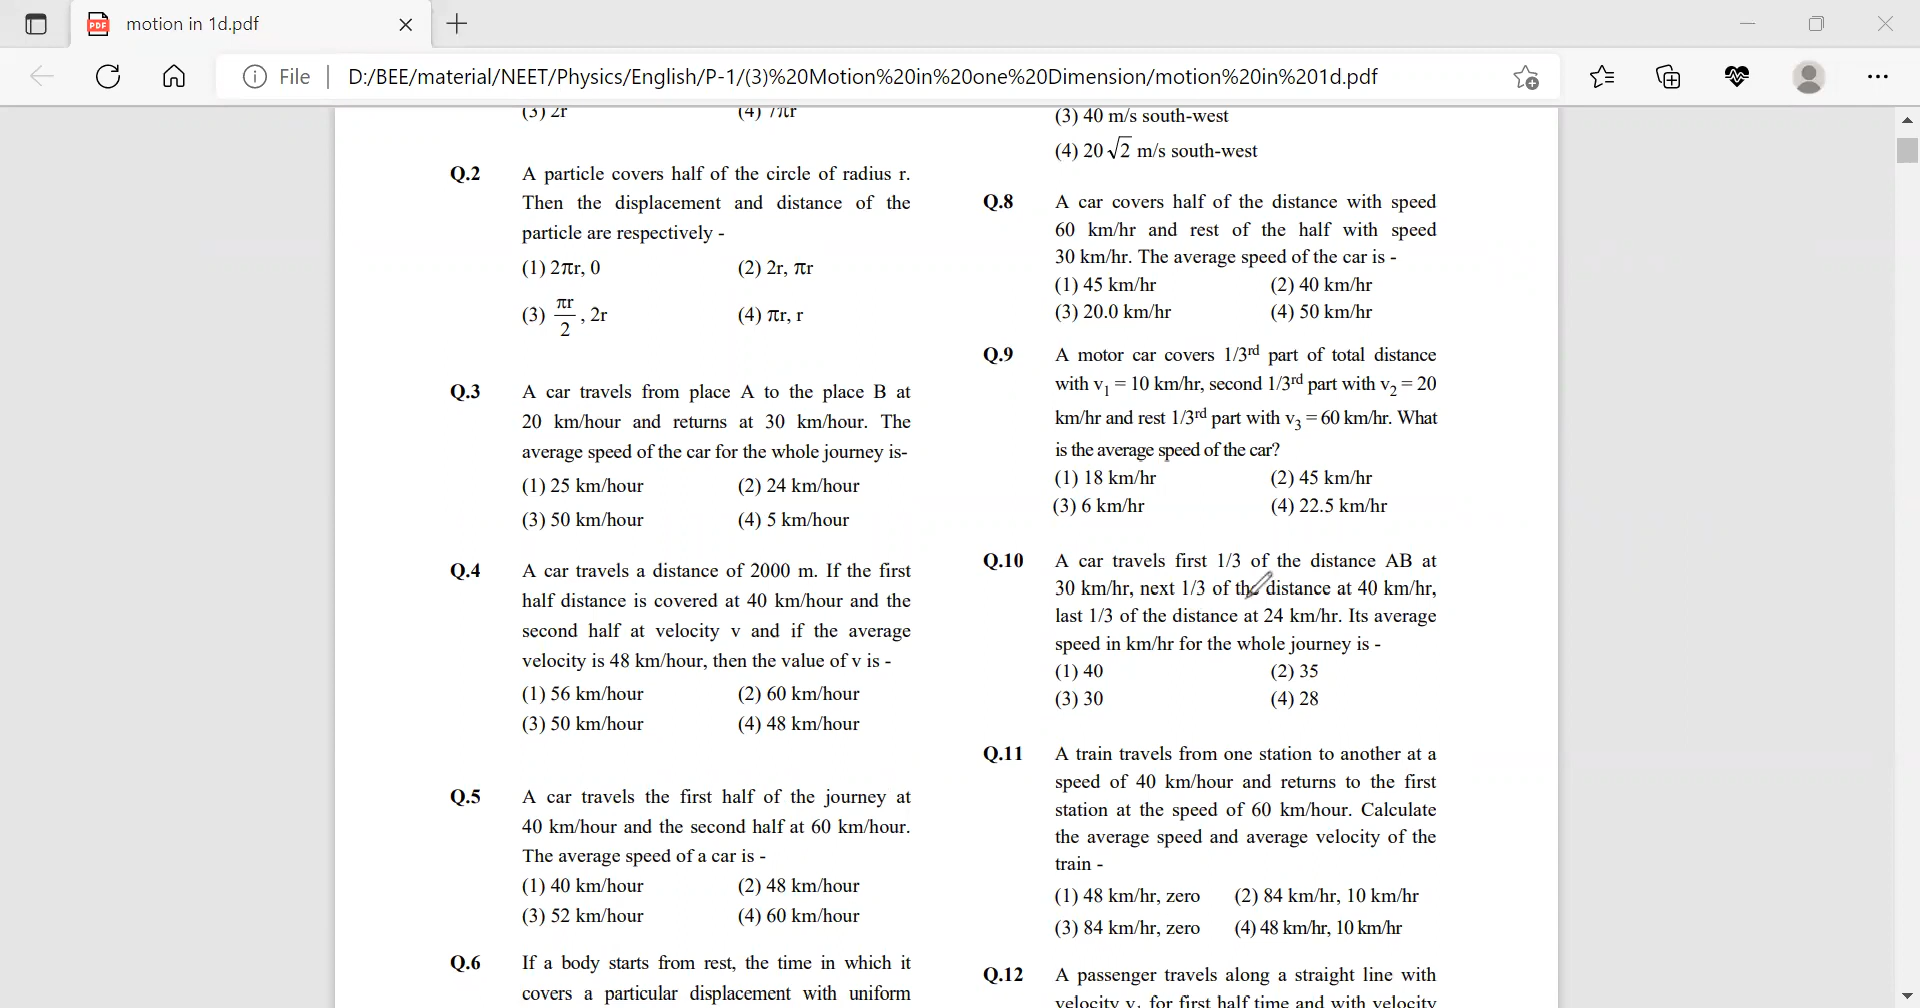 motion in 1d.pdf
File
D:/BEE/material/NEET/Physics/English/P-1/(3)%20Motion%20in%20one%20Dimension/motion%20in%201d.pdf
(3) 2r (4) 7πr
Q.2 A particle covers half of the circle of radius r.
Then the displacement and distance of the
particle are respectively -
(1) 2πr, 0 (2) 2r, πr
(3) πr/2 , 2r (4) πr, r
Q.3 A car travels from place A to the place B at
20 km/hour and returns at 30 km/hour. The
average speed of the car for the whole journey is-
(1) 25 km/hour (2) 24 km/hour
(3) 50 km/hour (4) 5 km/hour
Q.4 A car travels a distance of 2000 m. If the first
half distance is covered at 40 km/hour and the
second half at velocity v and if the average
velocity is 48 km/hour, then the value of v is -
(1) 56 km/hour (2) 60 km/hour
(3) 50 km/hour (4) 48 km/hour
Q.5 A car travels the first half of the journey at
40 km/hour and the second half at 60 km/hour.
The average speed of a car is -
(1) 40 km/hour (2) 48 km/hour
(3) 52 km/hour (4) 60 km/hour
Q.6 If a body starts from rest, the time in which it
covers a particular displacement with uniform
(3) 40 m/s south-west
(4) 20√2 m/s south-west
Q.8 A car covers half of the distance with speed
60 km/hr and rest of the half with speed
30 km/hr. The average speed of the car is -
(1) 45 km/hr (2) 40 km/hr
(3) 20.0 km/hr (4) 50 km/hr
Q.9 A motor car covers 1/3rd part of total distance
with v₁ = 10 km/hr, second 1/3rd part with v₂ = 20
km/hr and rest 1/3rd part with v₃ = 60 km/hr. What
is the average speed of the car?
(1) 18 km/hr (2) 45 km/hr
(3) 6 km/hr (4) 22.5 km/hr
Q.10 A car travels first 1/3 of the distance AB at
30 km/hr, next 1/3 of the distance at 40 km/hr,
last 1/3 of the distance at 24 km/hr. Its average
speed in km/hr for the whole journey is -
(1) 40 (2) 35
(3) 30 (4) 28
Q.11 A train travels from one station to another at a
speed of 40 km/hour and returns to the first
station at the speed of 60 km/hour. Calculate
the average speed and average velocity of the
train -
(1) 48 km/hr, zero (2) 84 km/hr, 10 km/hr
(3) 84 km/hr, zero (4) 48 km/hr, 10 km/hr
Q.12 A passenger travels along a straight line with
velocity v₁ for first half time and with velocity